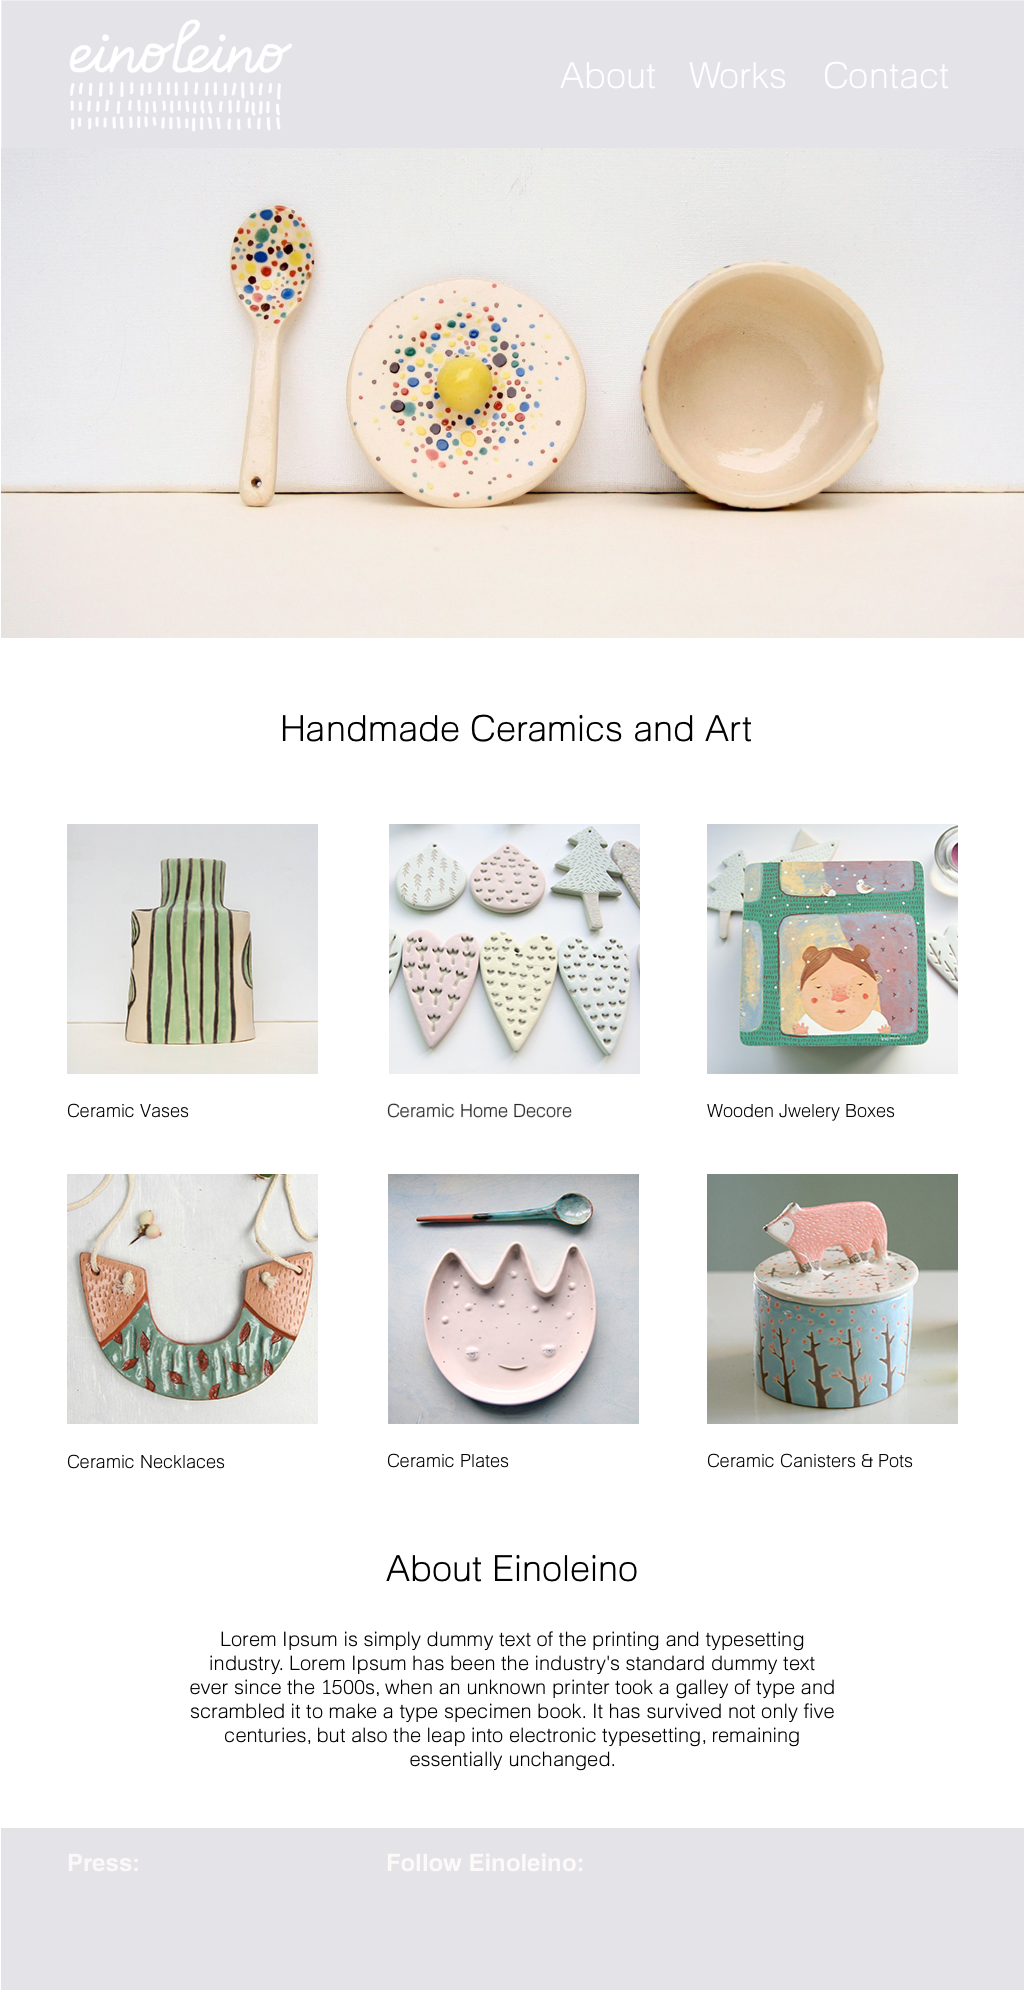 einoleino
About Works Contact
Handmade Ceramics and Art
Ceramic Vases
Ceramic Home Decore
Wooden Jwelery Boxes
Ceramic Necklaces
Ceramic Plates
Ceramic Canisters & Pots
About Einoleino
Lorem Ipsum is simply dummy text of the printing and typesetting
industry. Lorem Ipsum has been the industry's standard dummy text
ever since the 1500s, when an unknown printer took a galley of type and
scrambled it to make a type specimen book. It has survived not only five
centuries, but also the leap into electronic typesetting, remaining
essentially unchanged.
Press:
Follow Einoleino: